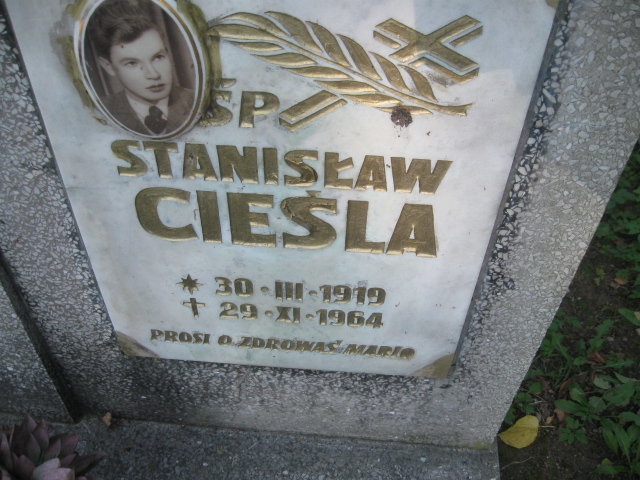 ŚP
STANISŁAW
CIEŚLA
* 30·III·1919
† 29·XI·1964
PROSI O ZDROWAŚ MARIO